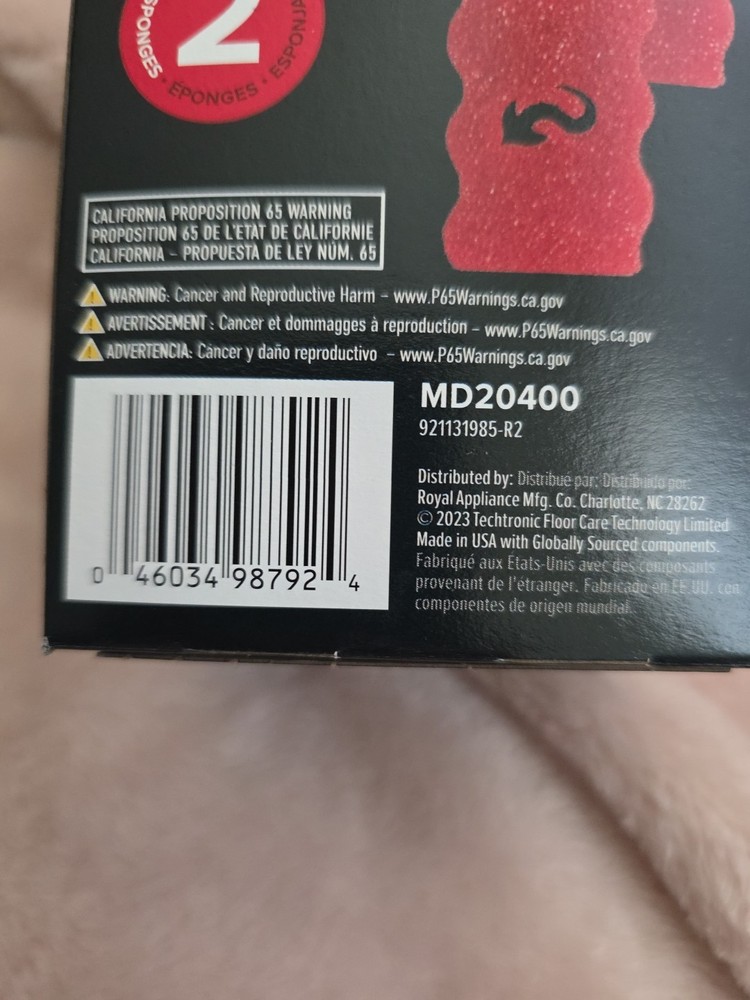 2
SPONGES • ÉPONGES • ESPONJA
CALIFORNIA PROPOSITION 65 WARNING
PROPOSITION 65 DE L'ETAT DE CALIFORNIE
CALIFORNIA - PROPUESTA DE LEY NÚM. 65
WARNING: Cancer and Reproductive Harm - www.P65Warnings.ca.gov
AVERTISSEMENT : Cancer et dommagges à reproduction - www.P65Warnings.ca.gov
ADVERTENCIA: Cáncer y daño reproductivo - www.P65Warnings.ca.gov
MD20400
921131985-R2
Distributed by: Distribué par: Distribuido por:
Royal Appliance Mfg. Co. Charlotte, NC 28262
© 2023 Techtronic Floor Care Technology Limited
Made in USA with Globally Sourced components.
Fabriqué aux États-Unis avec des composants
provenant de l'étranger. Fabricado en EE.UU. con
componentes de origen mundial.
0 46034 98792 4